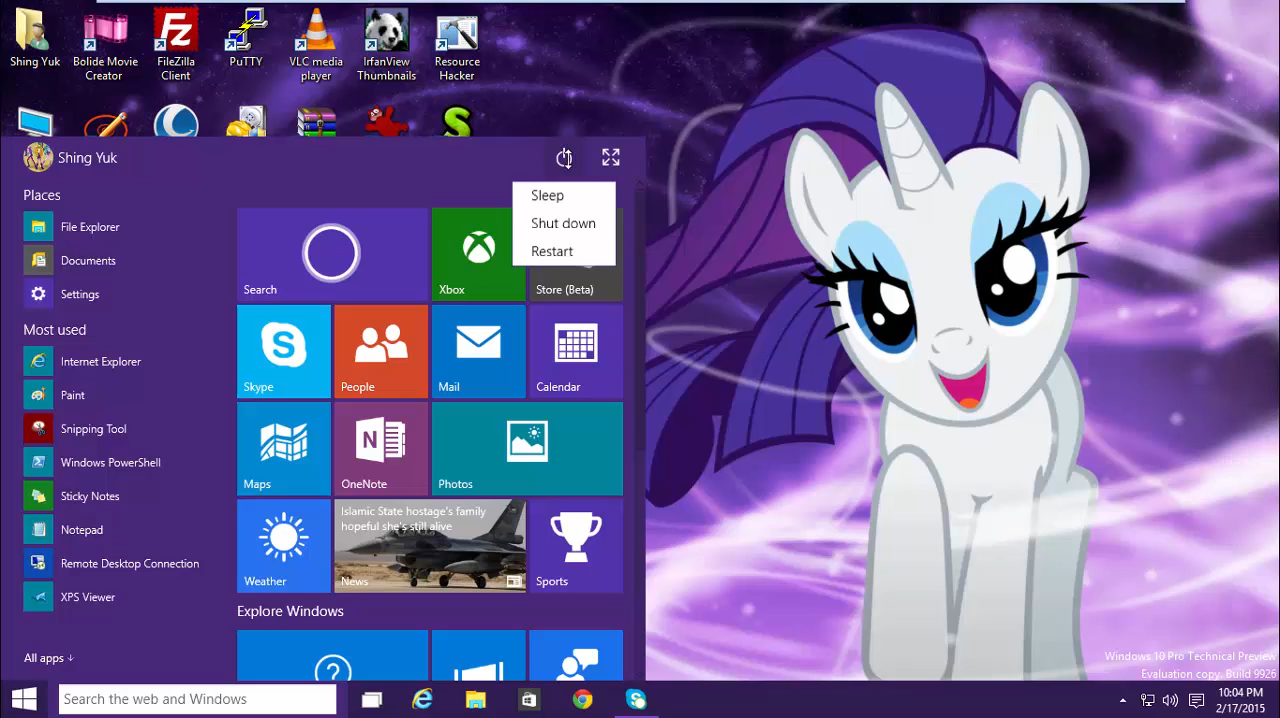 Shing Yuk
Bolide Movie
Creator
FileZilla
Client
PuTTY
VLC media
player
IrfanView
Thumbnails
Resource
Hacker
Shing Yuk
Places
File Explorer
Documents
Settings
Most used
Internet Explorer
Paint
Snipping Tool
Windows PowerShell
Sticky Notes
Notepad
Remote Desktop Connection
XPS Viewer
All apps
Sleep
Shut down
Restart
Search
Xbox
Store (Beta)
Skype
People
Mail
Calendar
Maps
OneNote
Photos
Weather
Islamic State hostage's family
hopeful she's still alive
News
Sports
Explore Windows
Windows 10 Pro Technical Preview
Evaluation copy. Build 9926
Search the web and Windows
10:04 PM
2/17/2015